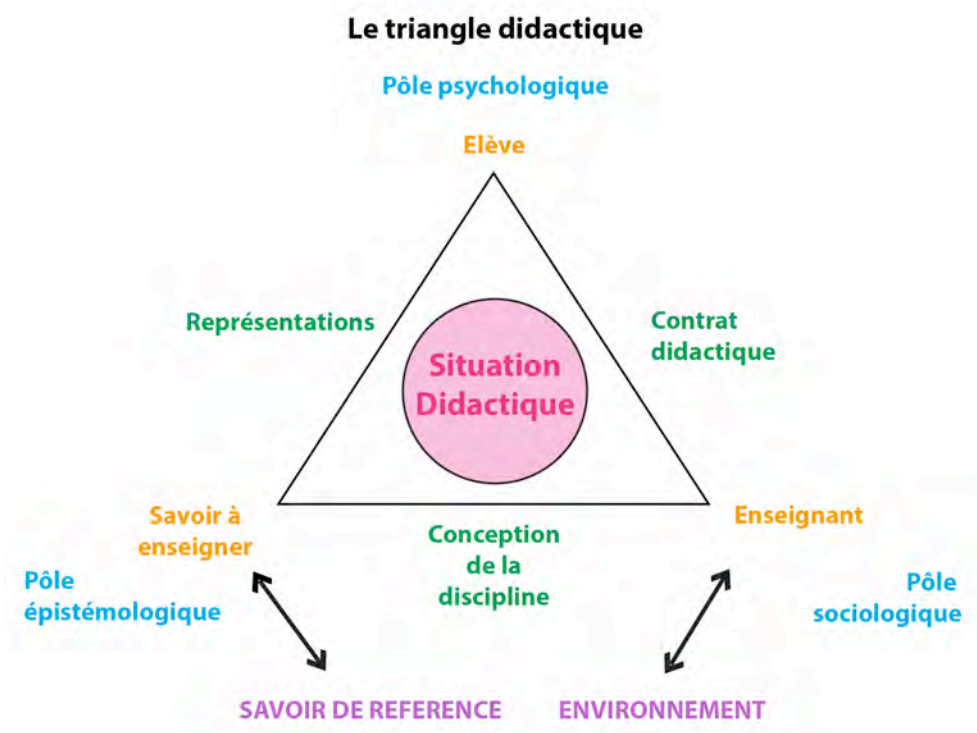 Le triangle didactique
Pôle psychologique
Elève
Représentations
Contrat
didactique
Situation
Didactique
Savoir à
enseigner
Enseignant
Conception
de la
discipline
Pôle
épistémologique
Pôle
sociologique
SAVOIR DE REFERENCE
ENVIRONNEMENT